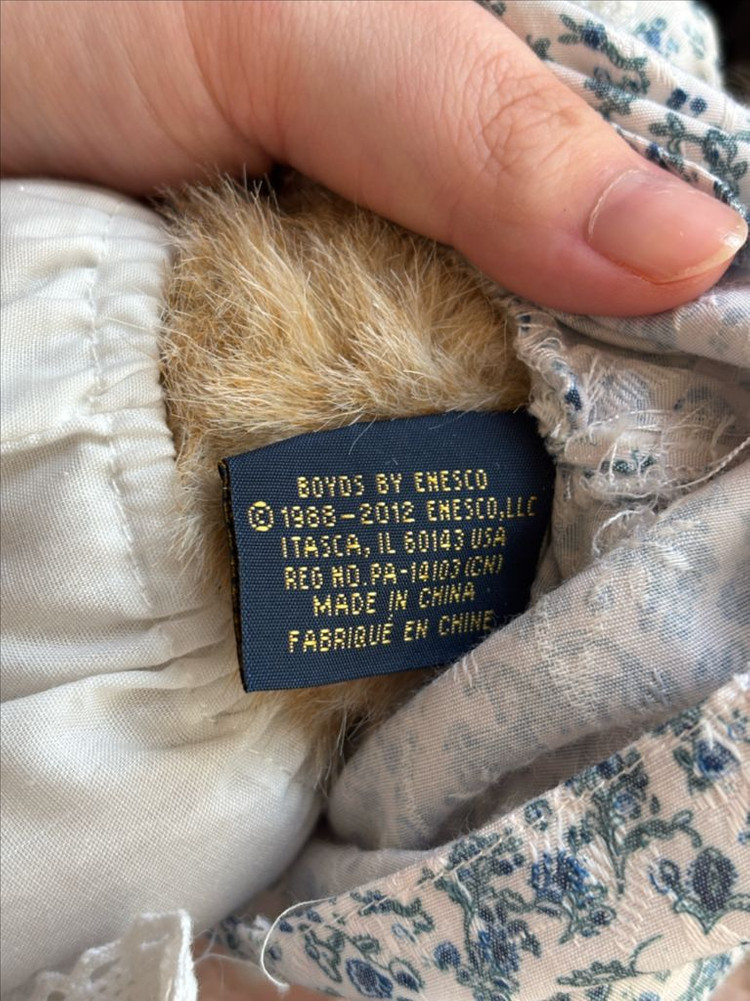 BOYDS BY ENESCO
© 1988-2012 ENESCO,LLC
ITASCA, IL 60143 USA
REG NO. PA-14103 (CN)
MADE IN CHINA
FABRIQUÉ EN CHINE